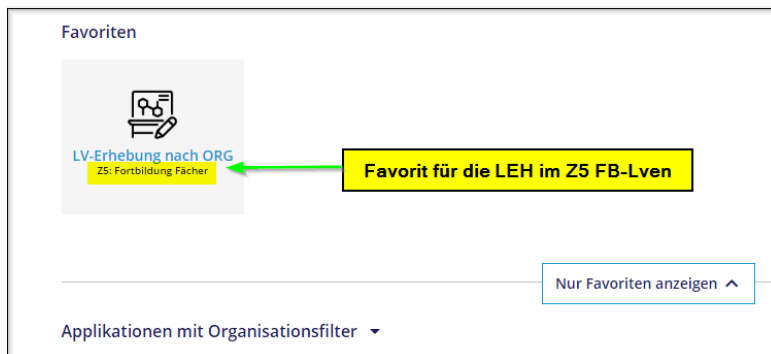 Favoriten
LV-Erhebung nach ORG
Z5: Fortbildung Fächer
Favorit für die LEH im Z5 FB-Lven
Nur Favoriten anzeigen
Applikationen mit Organisationsfilter